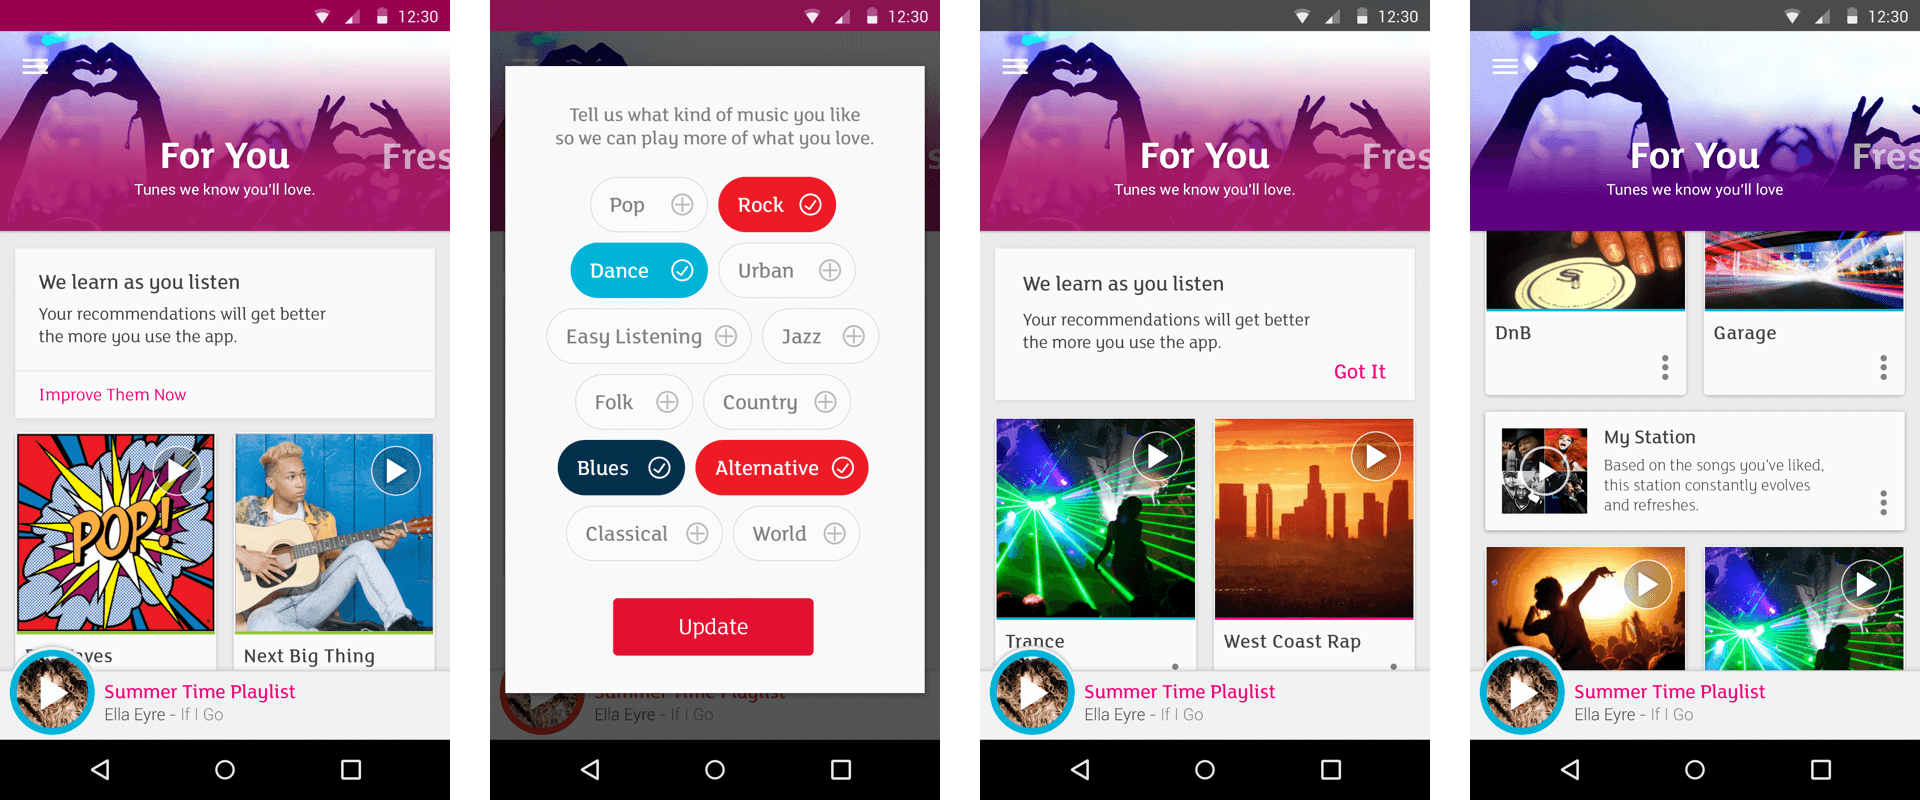 12:30
For You
Fres
Tunes we know you'll love.
We learn as you listen
Your recommendations will get better
the more you use the app.
Improve Them Now
POP!
Next Big Thing
Summer Time Playlist
Ella Eyre - If I Go
12:30
Tell us what kind of music you like
so we can play more of what you love.
Pop
Rock
Dance
Urban
Easy Listening
Jazz
Folk
Country
Blues
Alternative
Classical
World
Update
Summer Time Playlist
Ella Eyre - If I Go
12:30
For You
Fres
Tunes we know you'll love.
We learn as you listen
Your recommendations will get better
the more you use the app.
Got It
Trance
West Coast Rap
Summer Time Playlist
Ella Eyre - If I Go
12:30
For You
Fres
Tunes we know you'll love
DnB
Garage
My Station
Based on the songs you've liked,
this station constantly evolves
and refreshes.
Summer Time Playlist
Ella Eyre - If I Go